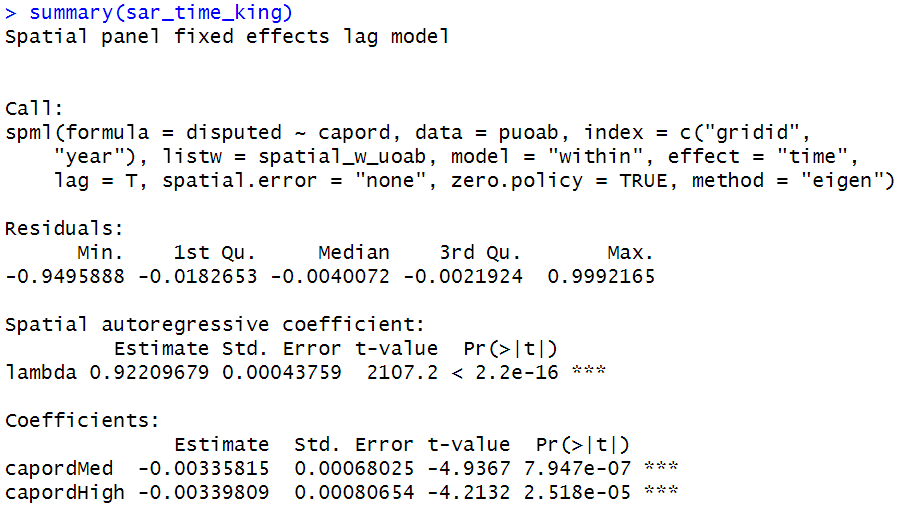 > summary(sar_time_king)
Spatial panel fixed effects lag model
Call:
spml(formula = disputed ~ capord, data = puoab, index = c("gridid",
    "year"), listw = spatial_w_uoab, model = "within", effect = "time",
    lag = T, spatial.error = "none", zero.policy = TRUE, method = "eigen")
Residuals:
      Min.    1st Qu.     Median    3rd Qu.       Max.
-0.9495888 -0.0182653 -0.0040072 -0.0021924  0.9992165
Spatial autoregressive coefficient:
         Estimate Std. Error t-value  Pr(>|t|)
lambda 0.92209679 0.00043759  2107.2 < 2.2e-16 ***
Coefficients:
              Estimate  Std. Error t-value  Pr(>|t|)
capordMed  -0.00335815  0.00068025 -4.9367 7.947e-07 ***
capordHigh -0.00339809  0.00080654 -4.2132 2.518e-05 ***